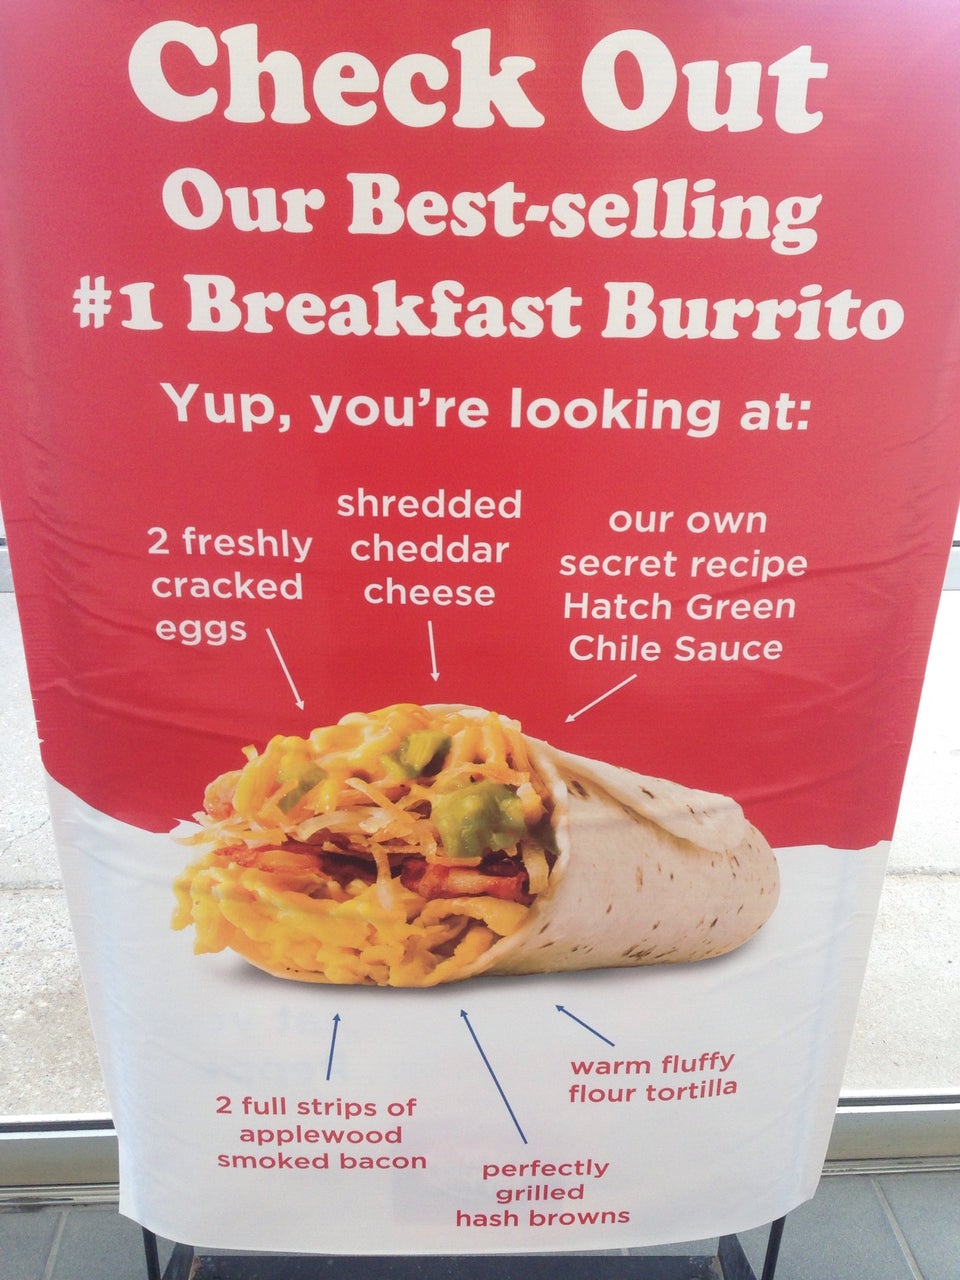 Check Out
Our Best-selling
#1 Breakfast Burrito
Yup, you're looking at:
2 freshly
cracked
eggs
shredded
cheddar
cheese
our own
secret recipe
Hatch Green
Chile Sauce
2 full strips of
applewood
smoked bacon
perfectly
grilled
hash browns
warm fluffy
flour tortilla